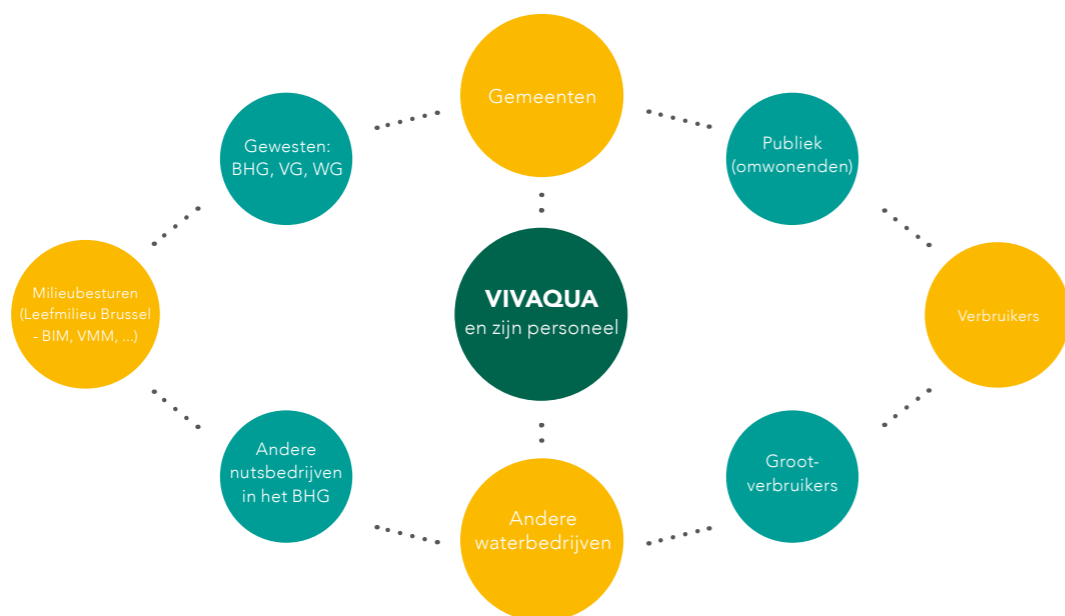 Gemeenten
Gewesten:
BHG, VG, WG
Publiek
(omwonenden)
Milieubesturen
(Leefmilieu Brussel
- BIM, VMM, ...)
VIVAQUA
en zijn personeel
Verbruikers
Andere
nutsbedrijven
in het BHG
Groot-
verbruikers
Andere
waterbedrijven